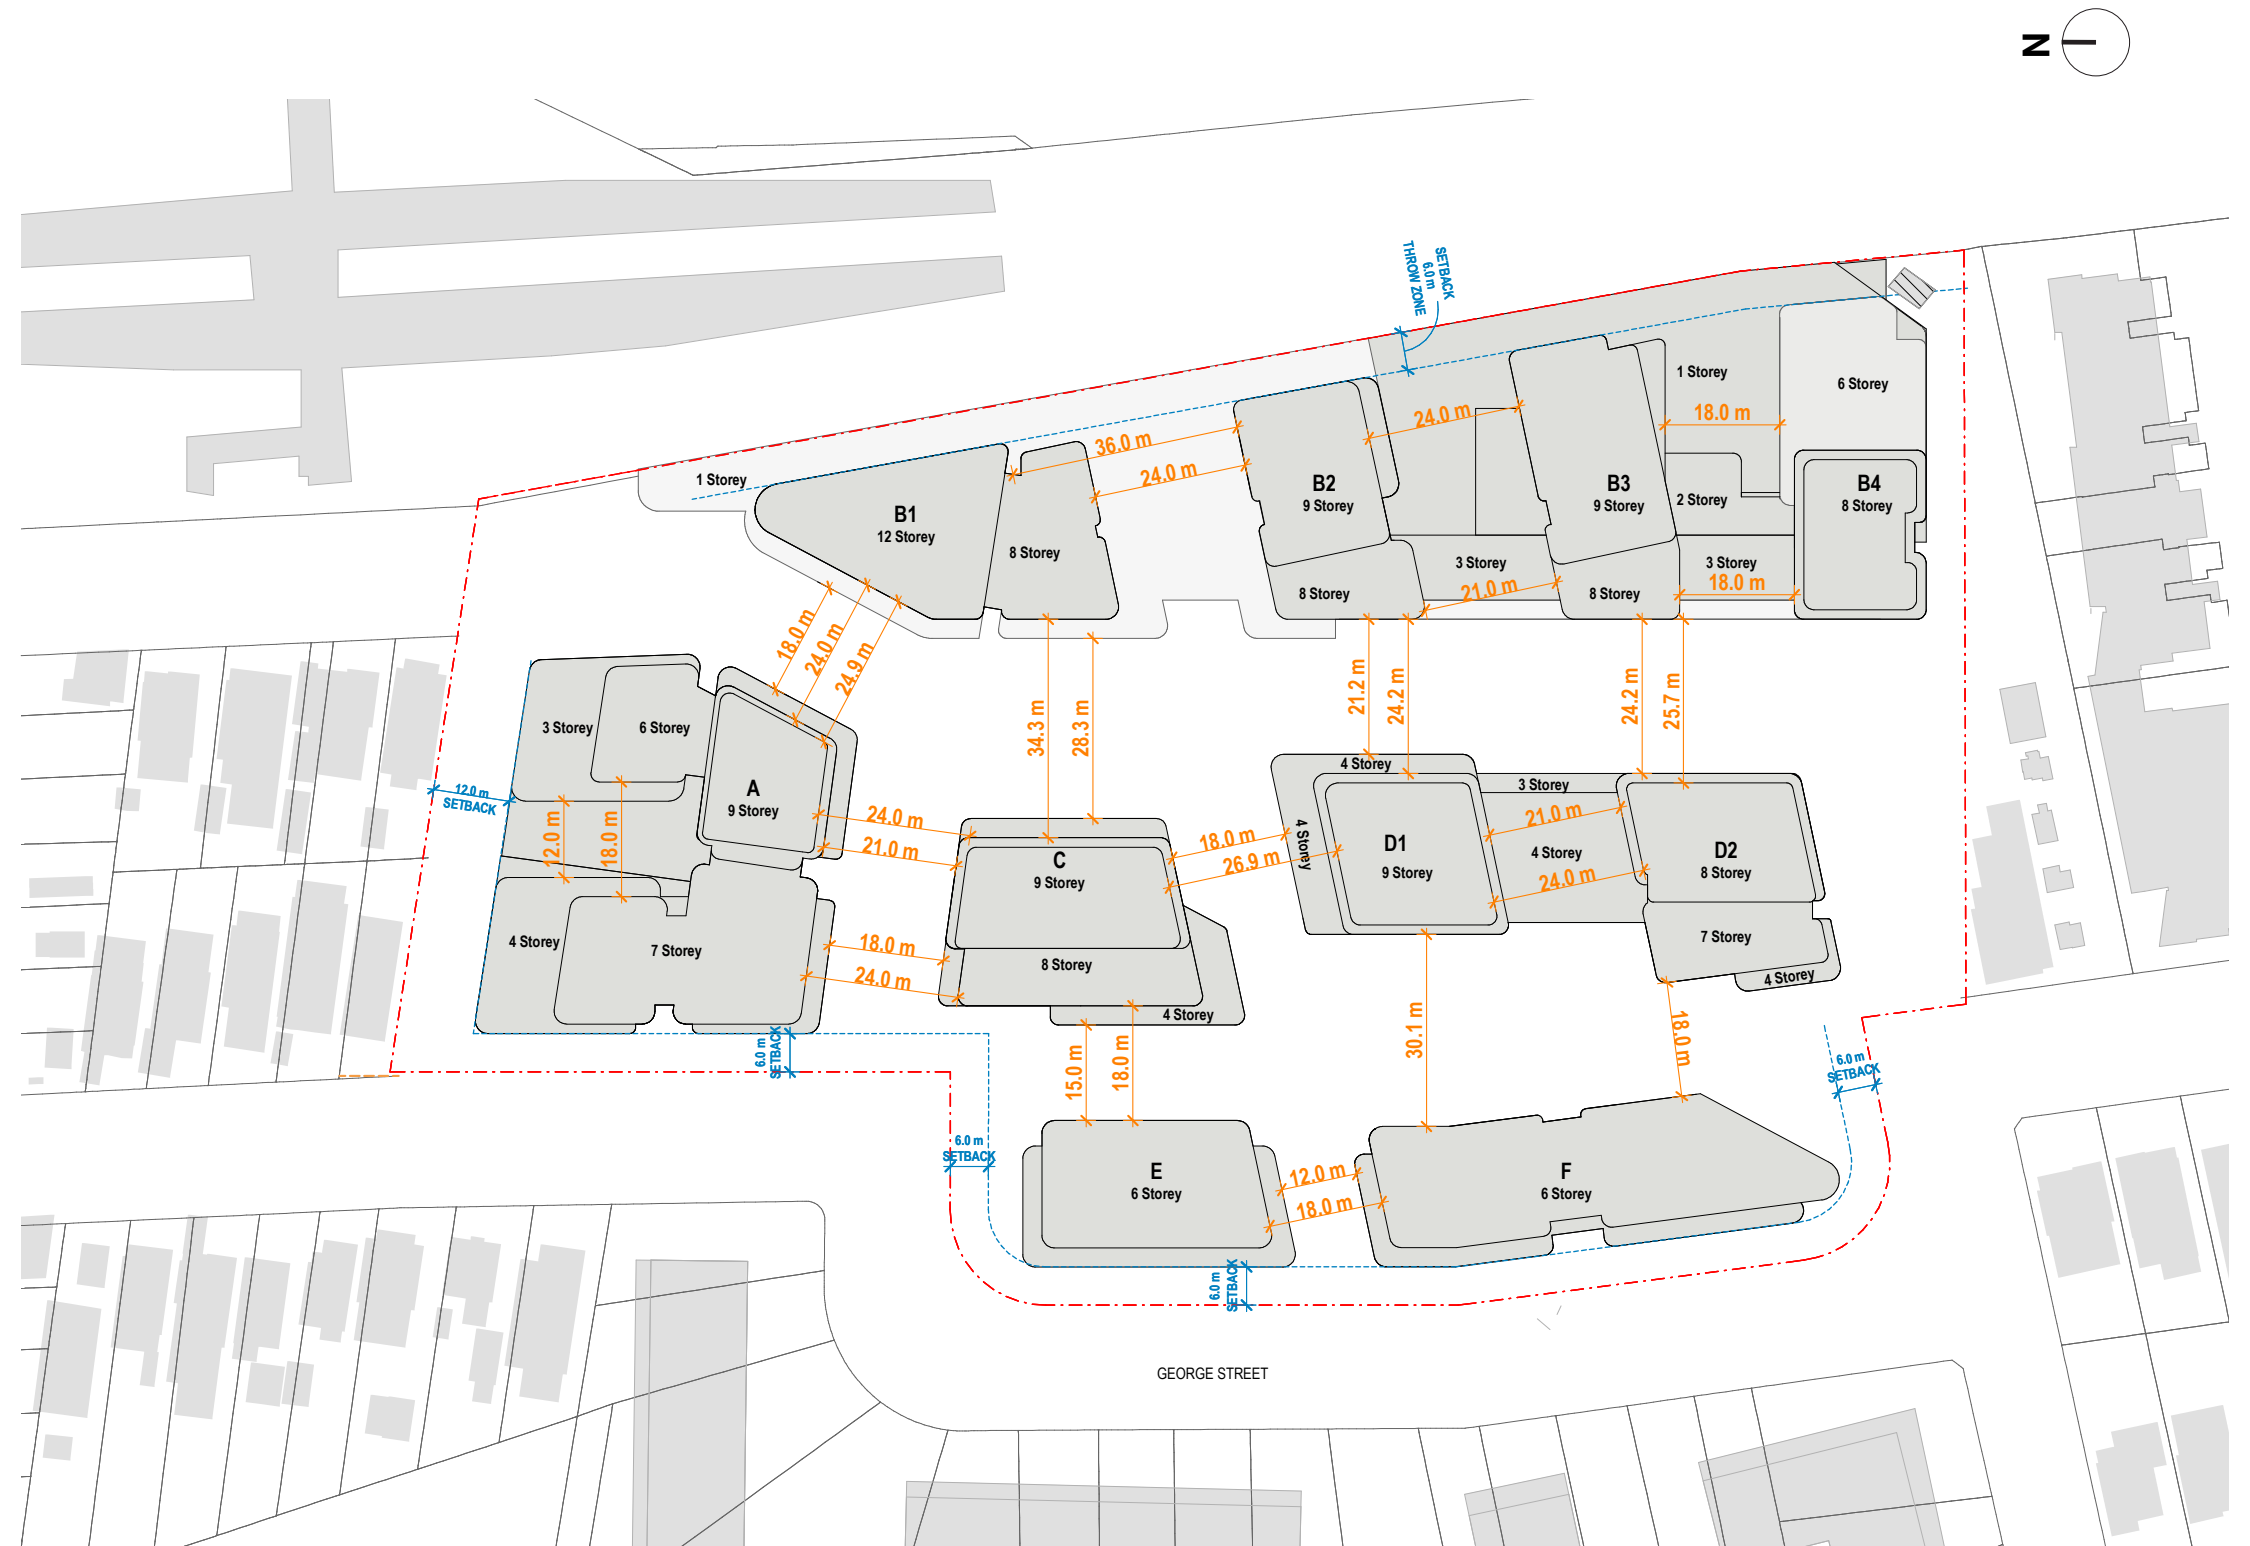 N
SETBACK
6.0 m
THROW ZONE
1 Storey
6 Storey
24.0 m
18.0 m
36.0 m
24.0 m
1 Storey
B1
12 Storey
8 Storey
B2
9 Storey
B3
9 Storey
2 Storey
B4
8 Storey
3 Storey
3 Storey
18.0 m
21.0 m
8 Storey
8 Storey
18.0 m
24.0 m
24.9 m
34.3 m
28.3 m
21.2 m
24.2 m
24.2 m
25.7 m
3 Storey
6 Storey
A
9 Storey
12.0 m
SETBACK
12.0 m
18.0 m
24.0 m
21.0 m
C
9 Storey
18.0 m
26.9 m
4 Storey
4 Storey
D1
9 Storey
3 Storey
21.0 m
4 Storey
24.0 m
D2
8 Storey
7 Storey
4 Storey
4 Storey
7 Storey
18.0 m
24.0 m
8 Storey
4 Storey
6.0 m
SETBACK
15.0 m
18.0 m
30.1 m
18.0 m
6.0 m
SETBACK
6.0 m
SETBACK
E
6 Storey
12.0 m
18.0 m
F
6 Storey
6.0 m
SETBACK
GEORGE STREET